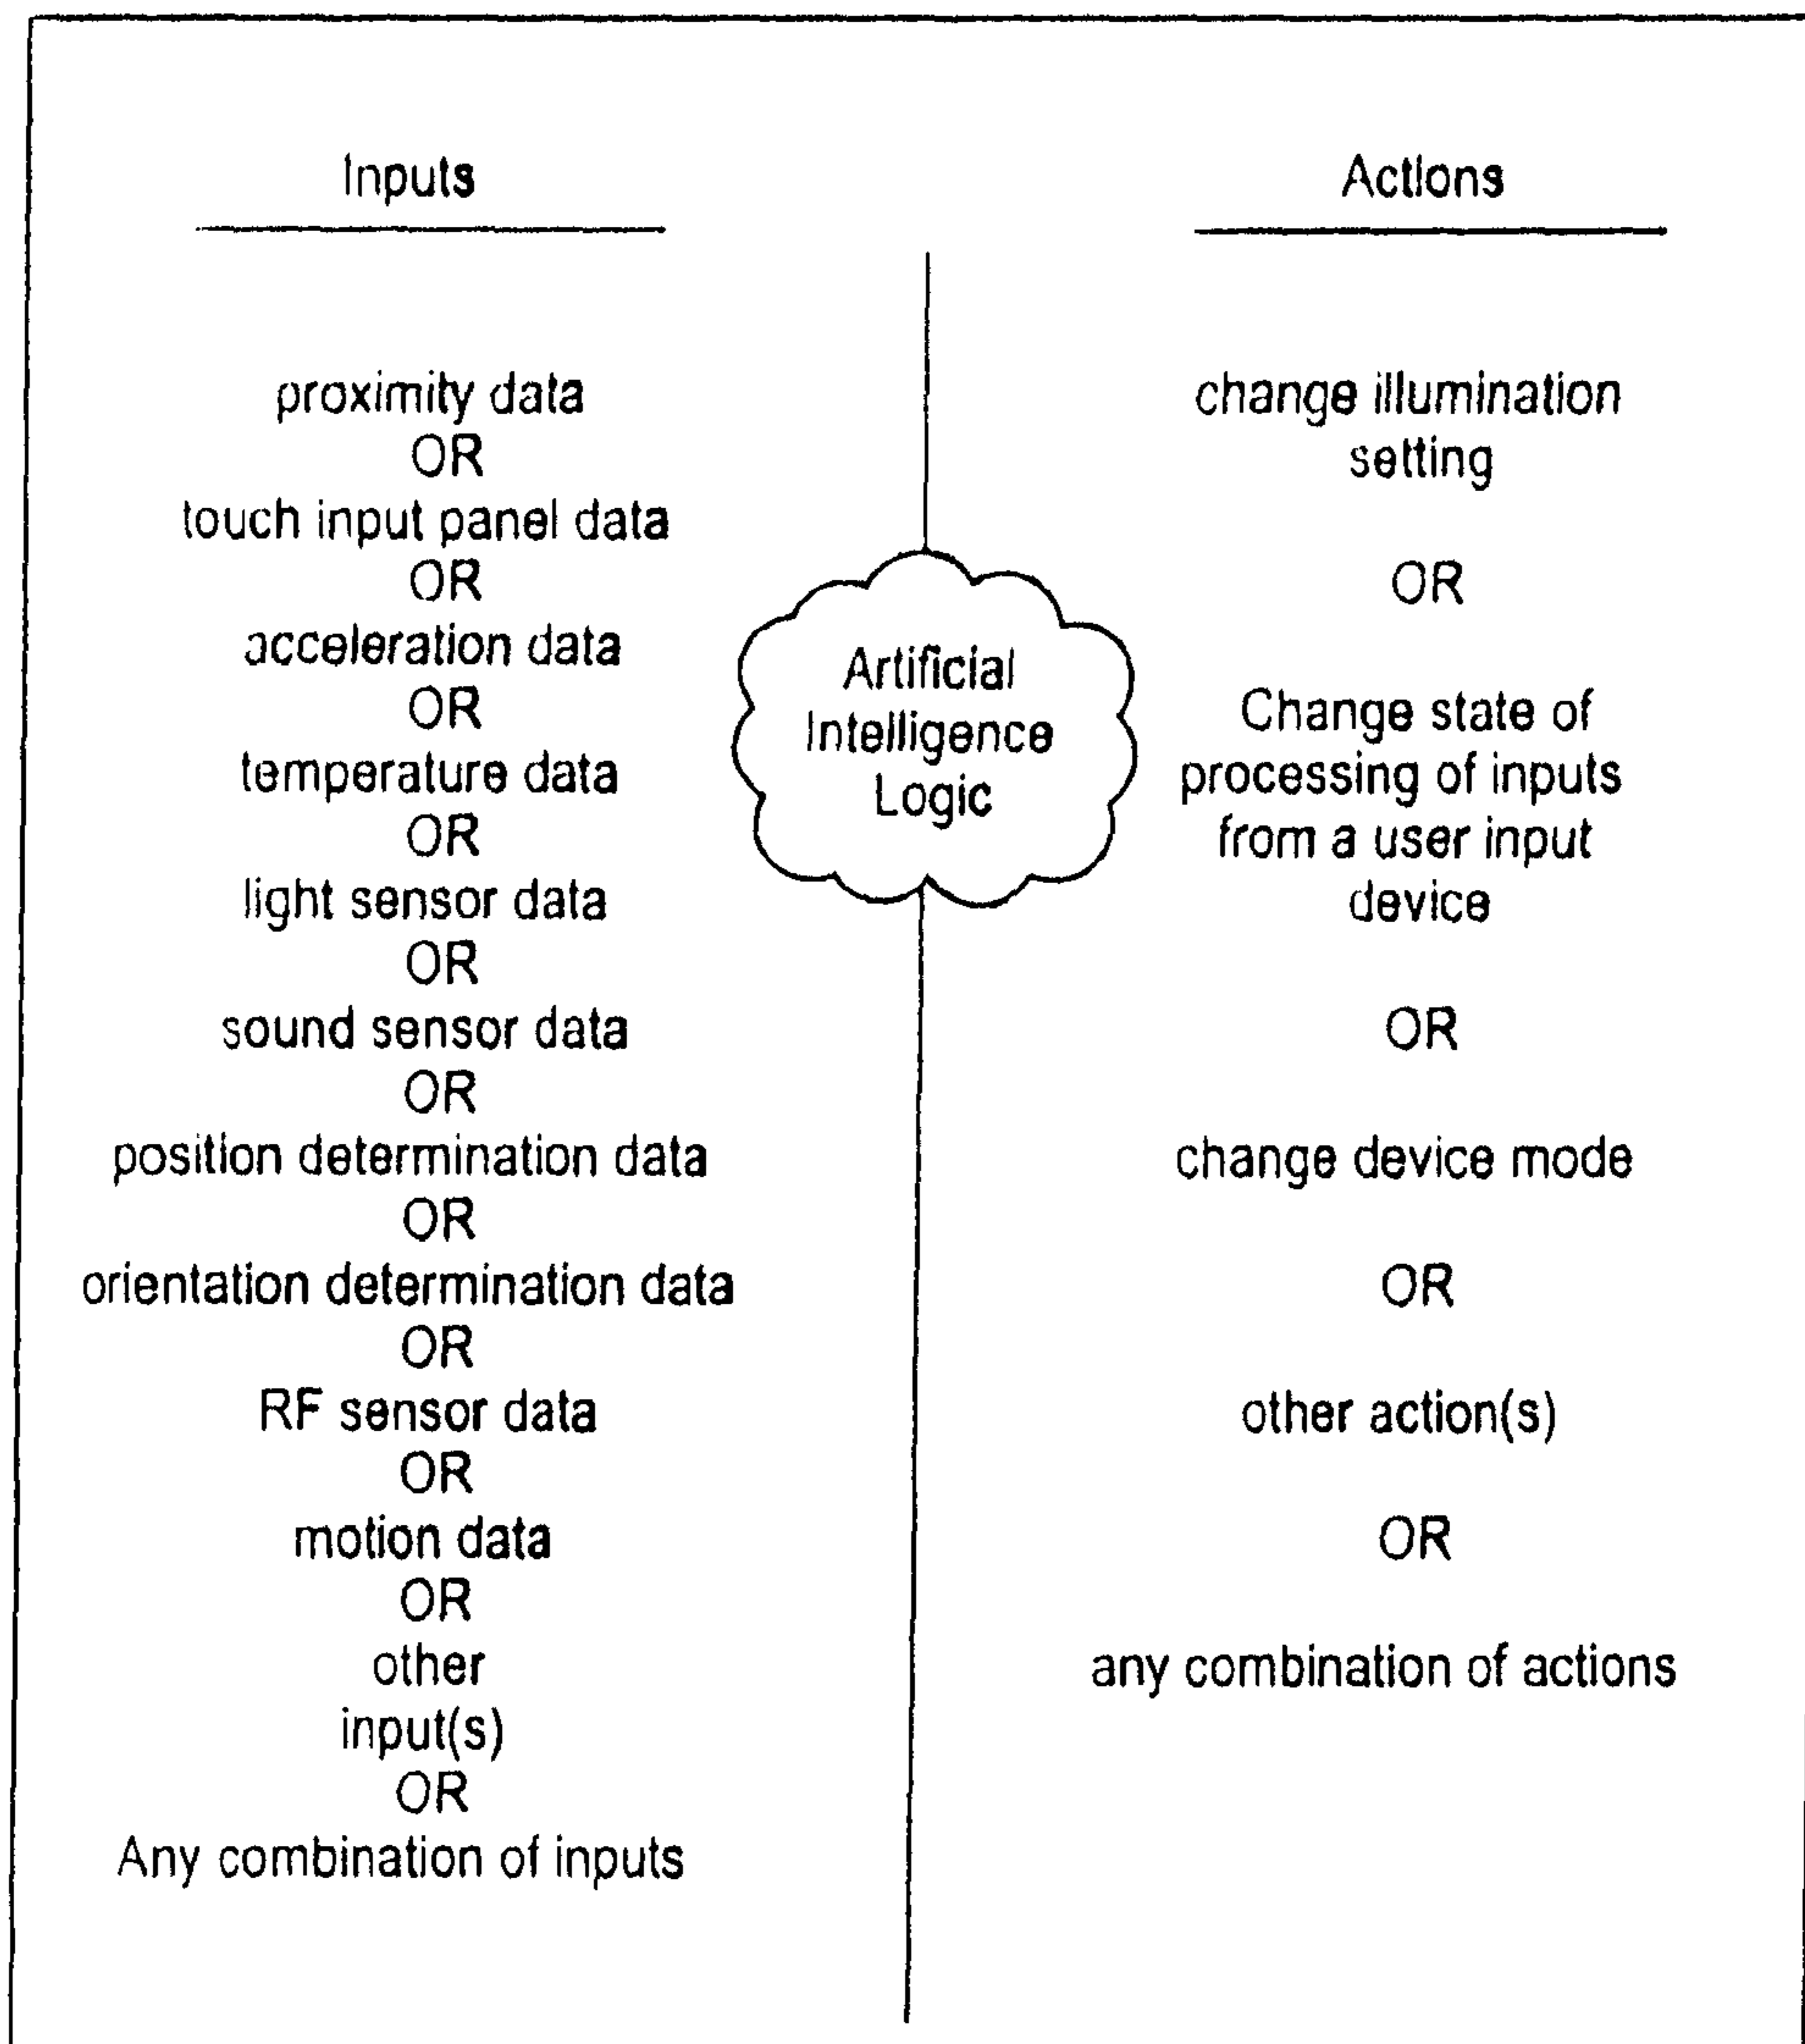 Inputs
proximity data
OR
touch input panel data
OR
acceleration data
OR
temperature data
OR
light sensor data
OR
sound sensor data
OR
position determination data
OR
orientation determination data
OR
RF sensor data
OR
motion data
OR
other
input(s)
OR
Any combination of inputs
Artificial
Intelligence
Logic
Actions
change illumination
setting
OR
Change state of
processing of inputs
from a user input
device
OR
change device mode
OR
other action(s)
OR
any combination of actions